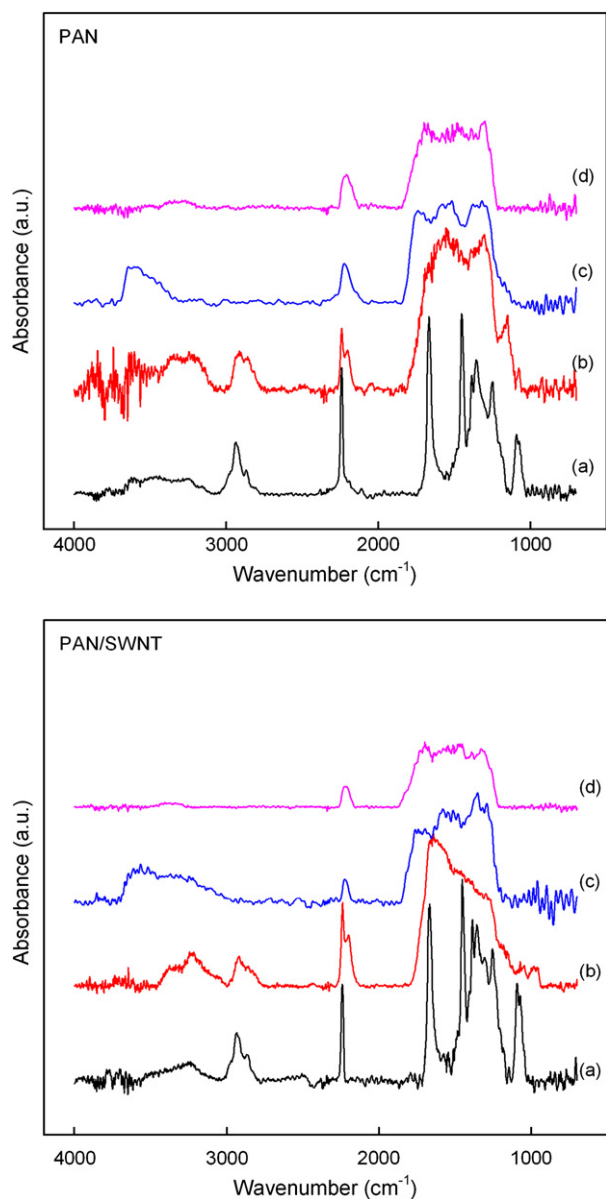 PAN
(d)
(c)
(b)
(a)
Absorbance (a.u.)
4000 3000 2000 1000
Wavenumber (cm⁻¹)
PAN/SWNT
(d)
(c)
(b)
(a)
Absorbance (a.u.)
4000 3000 2000 1000
Wavenumber (cm⁻¹)